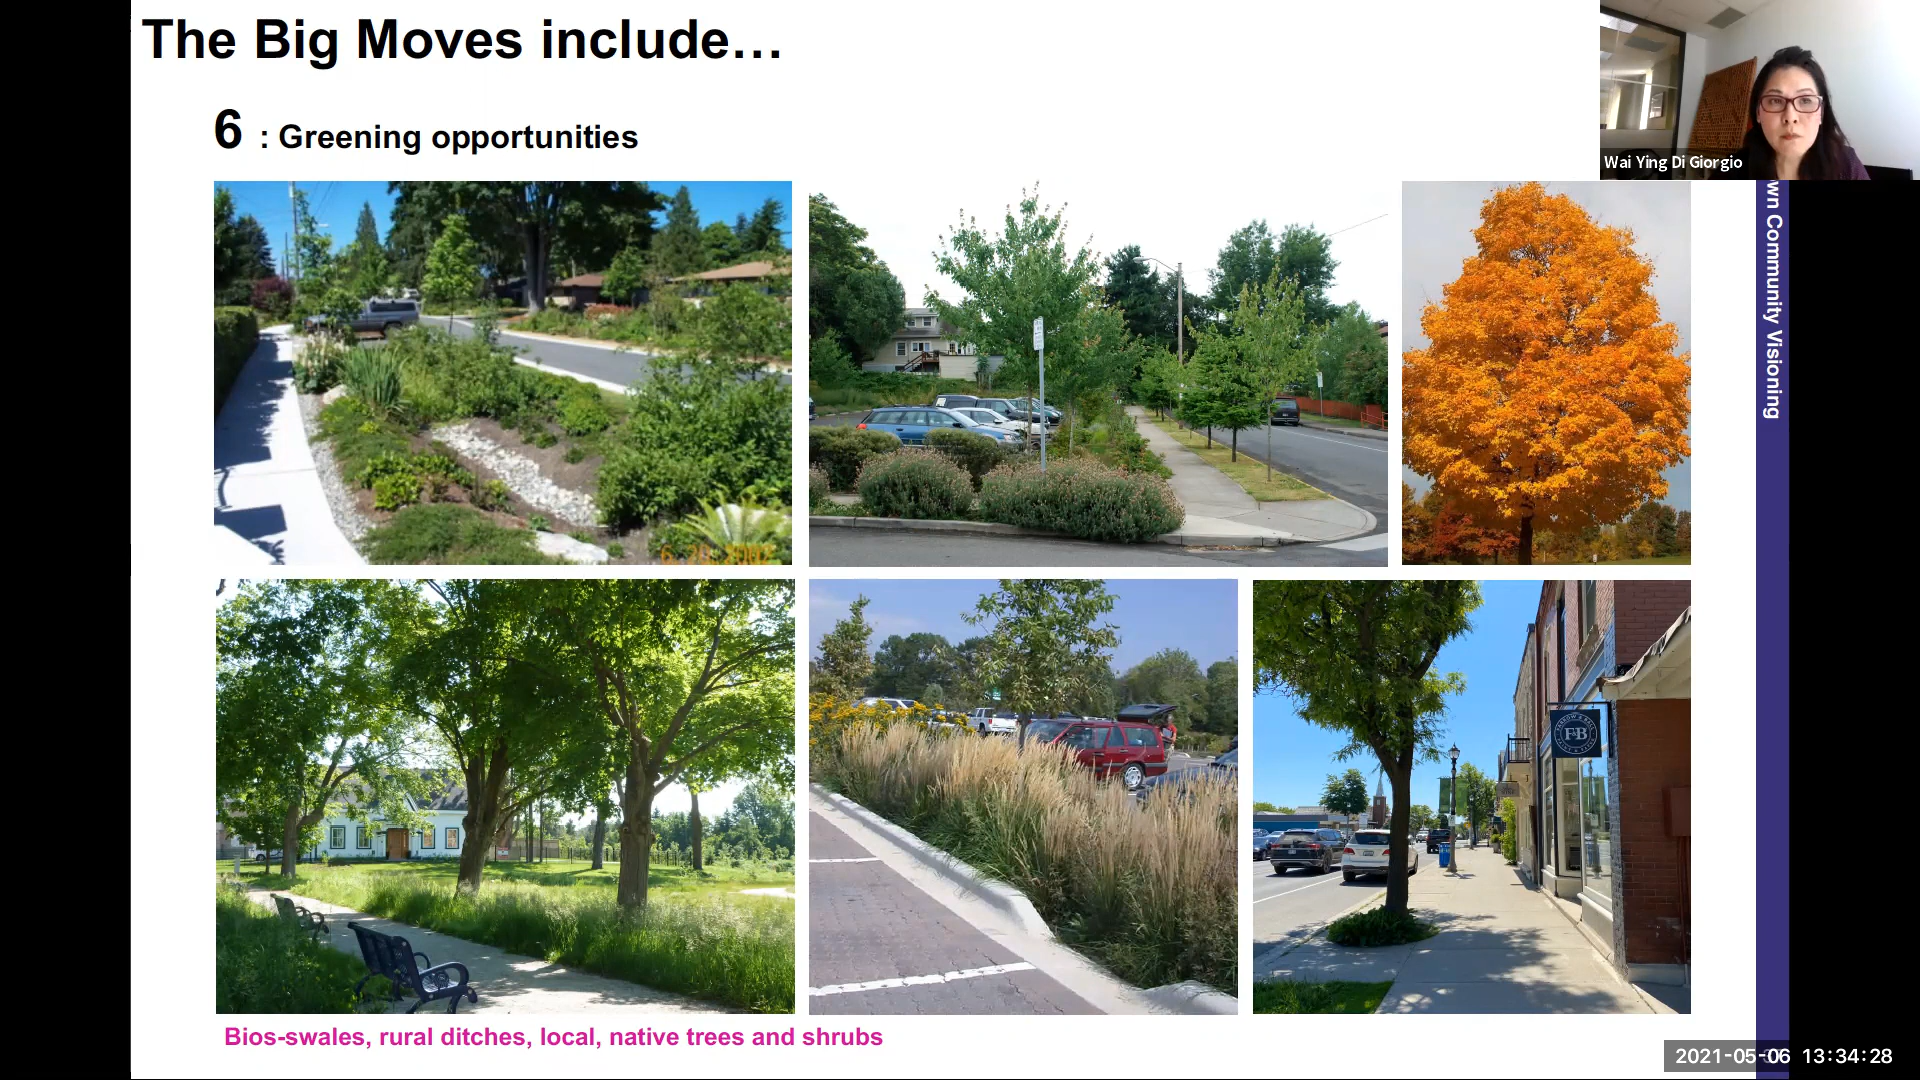 The Big Moves include…
6 : Greening opportunities
Wai Ying Di Giorgio
wn Community Visioning
F&B
Bios-swales, rural ditches, local, native trees and shrubs
2021-05-06 13:34:28